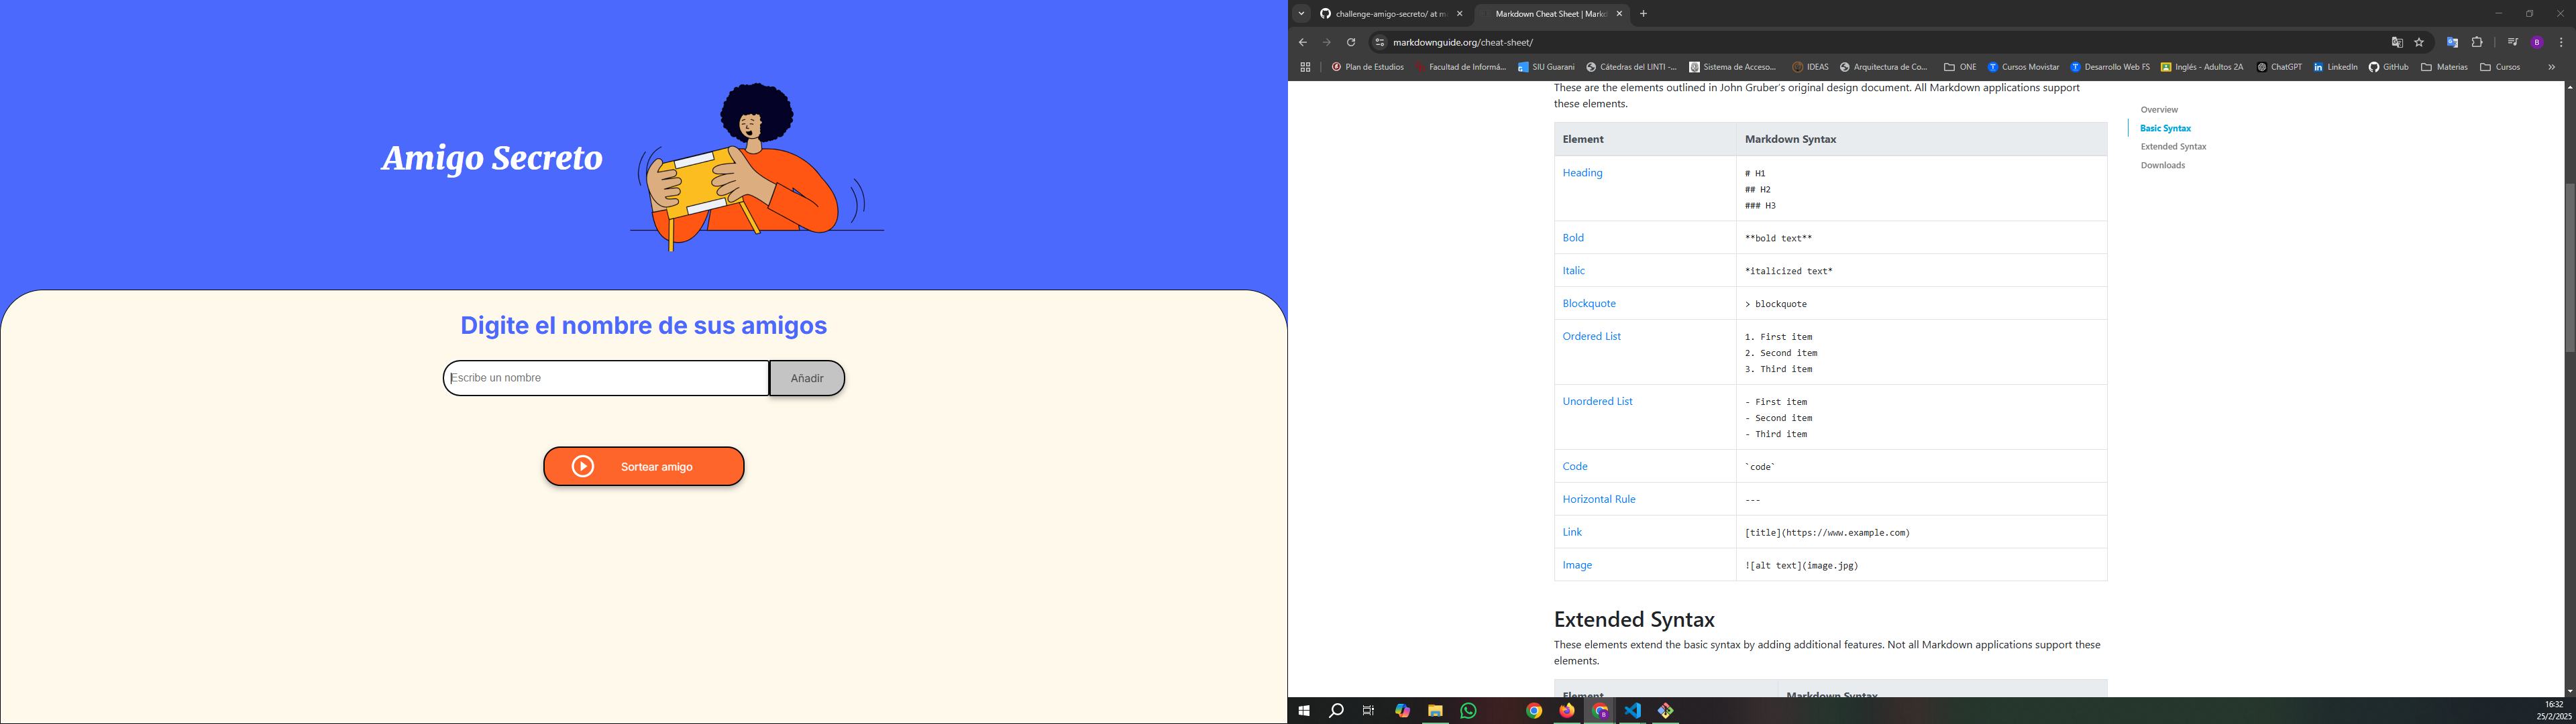 Amigo Secreto
Digite el nombre de sus amigos
Escribe un nombre
Añadir
Sortear amigo
challenge-amigo-secreto/ at m
Markdown Cheat Sheet | Markd
markdownguide.org/cheat-sheet/
B
Plan de Estudios
Facultad de Informá...
SIU Guarani
Cátedras del LINTI -...
Sistema de Acceso...
IDEAS
Arquitectura de Co...
ONE
Cursos Movistar
Desarrollo Web FS
Inglés - Adultos 2A
ChatGPT
LinkedIn
GitHub
Materias
Cursos
These are the elements outlined in John Gruber's original design document. All Markdown applications support
these elements.
Element Markdown Syntax
Heading # H1
## H2
### H3
Bold **bold text**
Italic *italicized text*
Blockquote > blockquote
Ordered List 1. First item
2. Second item
3. Third item
Unordered List - First item
- Second item
- Third item
Code `code`
Horizontal Rule ---
Link [title](https://www.example.com)
Image ![alt text](image.jpg)
Extended Syntax
These elements extend the basic syntax by adding additional features. Not all Markdown applications support these
elements.
Element Markdown Syntax
Overview
Basic Syntax
Extended Syntax
Downloads
16:32
25/2/2025